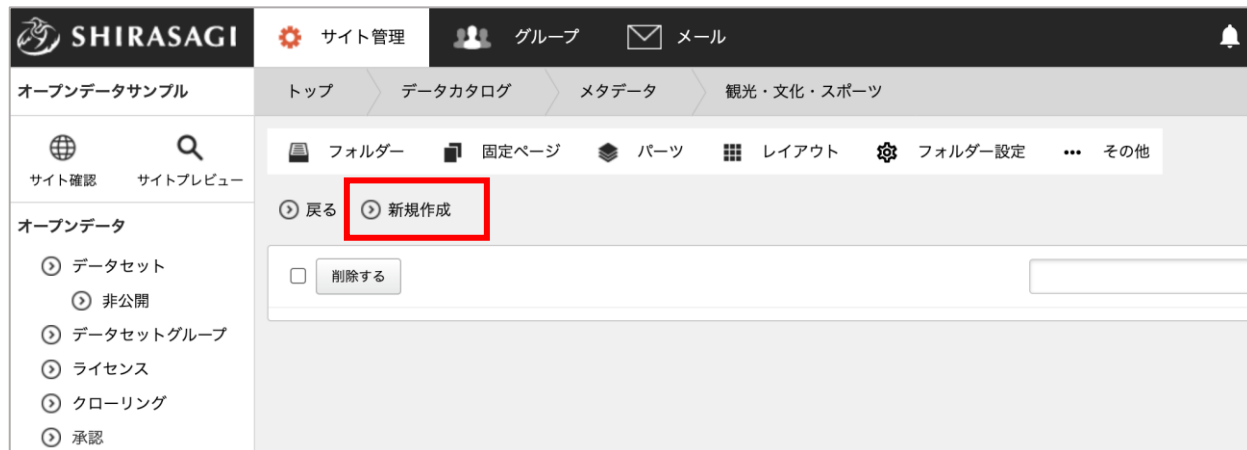 SHIRASAGI サイト管理 グループ メール
オープンデータサンプル トップ データカタログ メタデータ 観光・文化・スポーツ
フォルダー 固定ページ パーツ レイアウト フォルダー設定 ••• その他
サイト確認 サイトプレビュー
戻る 新規作成
オープンデータ
データセット
削除する
非公開
データセットグループ
ライセンス
クローリング
承認